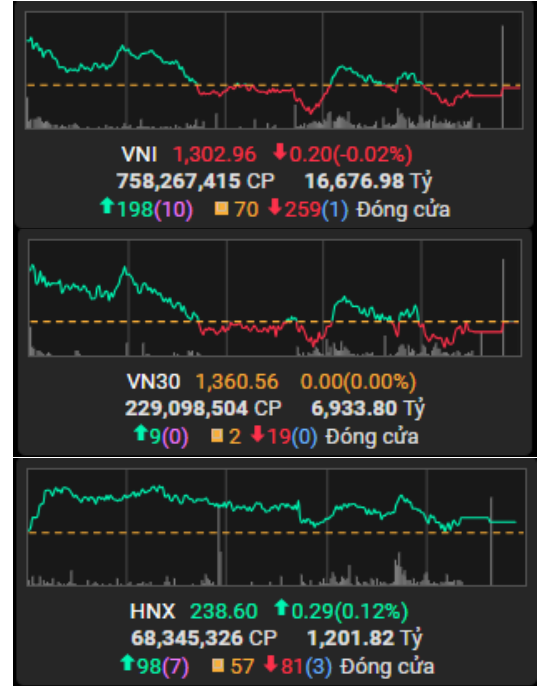 VNI 1,302.96 0.20(-0.02%)
758,267,415 CP 16,676.98 Tỷ
198(10) 70 259(1) Đóng cửa
VN30 1,360.56 0.00(0.00%)
229,098,504 CP 6,933.80 Tỷ
9(0) 2 19(0) Đóng cửa
HNX 238.60 0.29(0.12%)
68,345,326 CP 1,201.82 Tỷ
98(7) 57 81(3) Đóng cửa